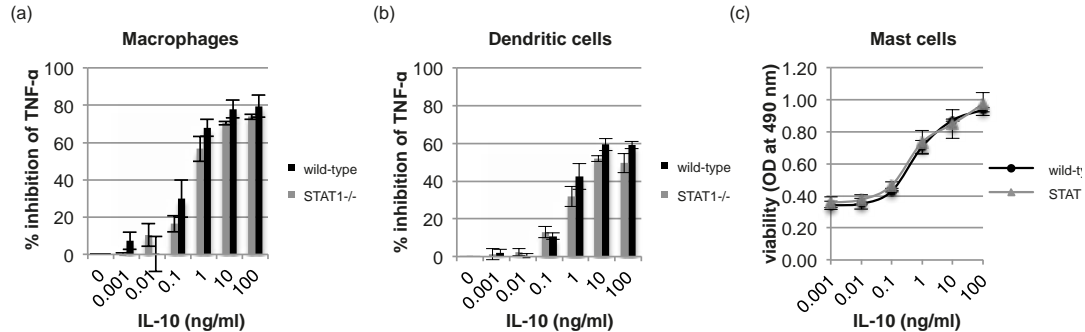 (a)
Macrophages
% inhibition of TNF-α
100
80
60
40
20
0
0
0.001
0.01
0.1
1
10
100
IL-10 (ng/ml)
wild-type
STAT1-/-
(b)
Dendritic cells
% inhibition of TNF-α
100
80
60
40
20
0
0
0.001
0.01
0.1
1
10
100
IL-10 (ng/ml)
wild-type
STAT1-/-
(c)
Mast cells
viability (OD at 490 nm)
1.20
1.00
0.80
0.60
0.40
0.20
0.00
0.001
0.01
0.1
1
10
100
IL-10 (ng/ml)
wild-ty
STAT